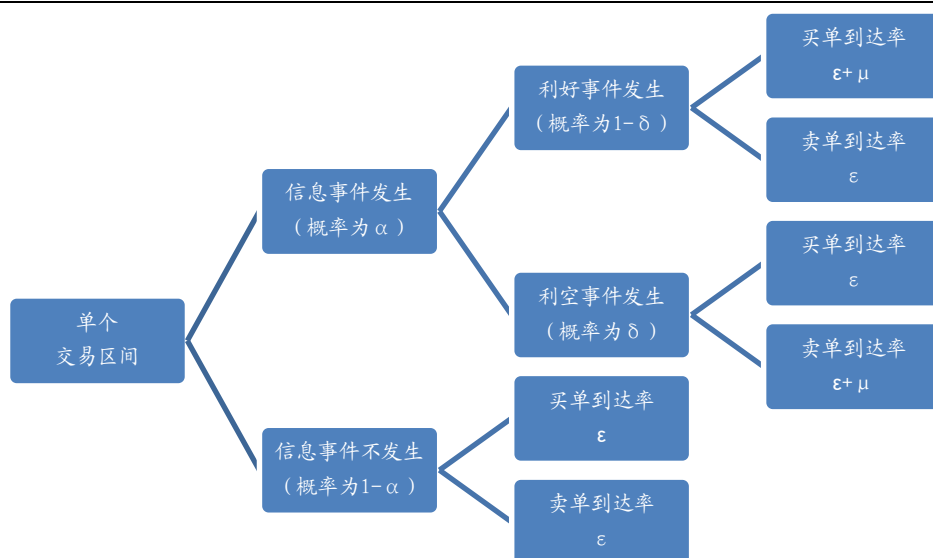 单个
交易区间
信息事件发生
（概率为α）
利好事件发生
（概率为1-δ）
买单到达率
ε+μ
卖单到达率
ε
利空事件发生
（概率为δ）
买单到达率
ε
卖单到达率
ε+μ
信息事件不发生
（概率为1-α）
买单到达率
ε
卖单到达率
ε